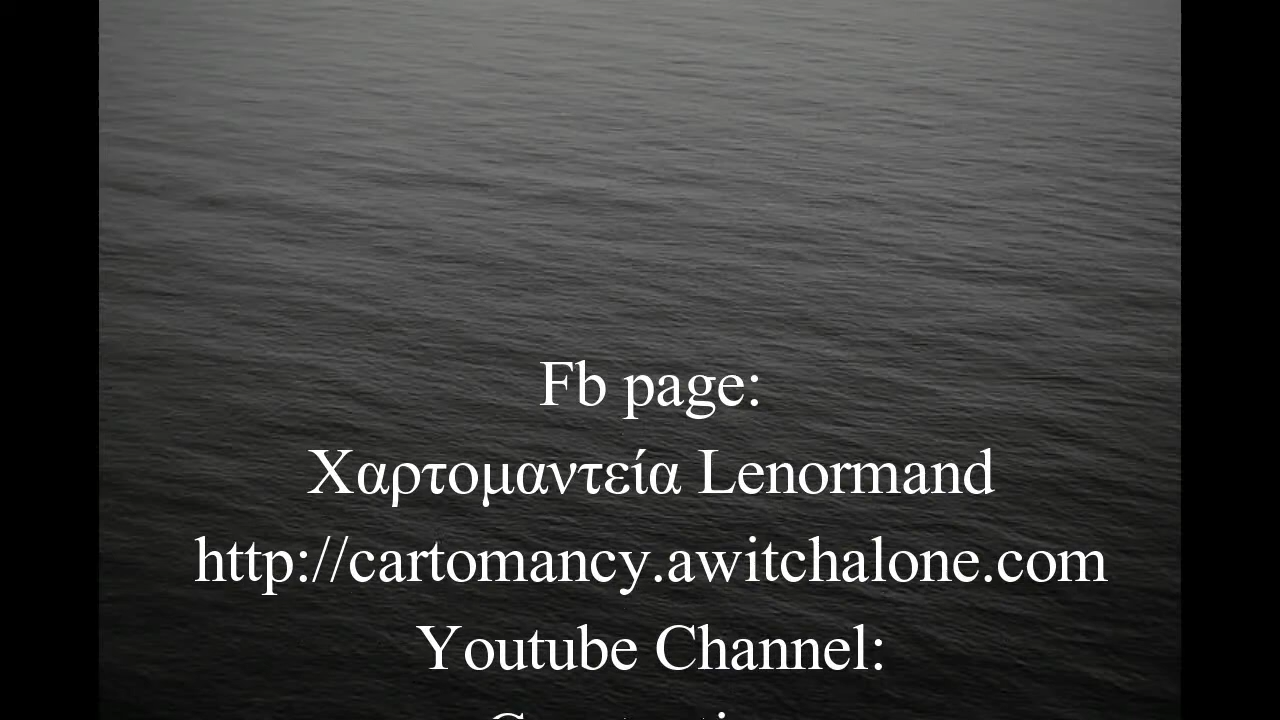 Fb page:
Χαρτομαντεία Lenormand
http://cartomancy.awitchalone.com
Youtube Channel: